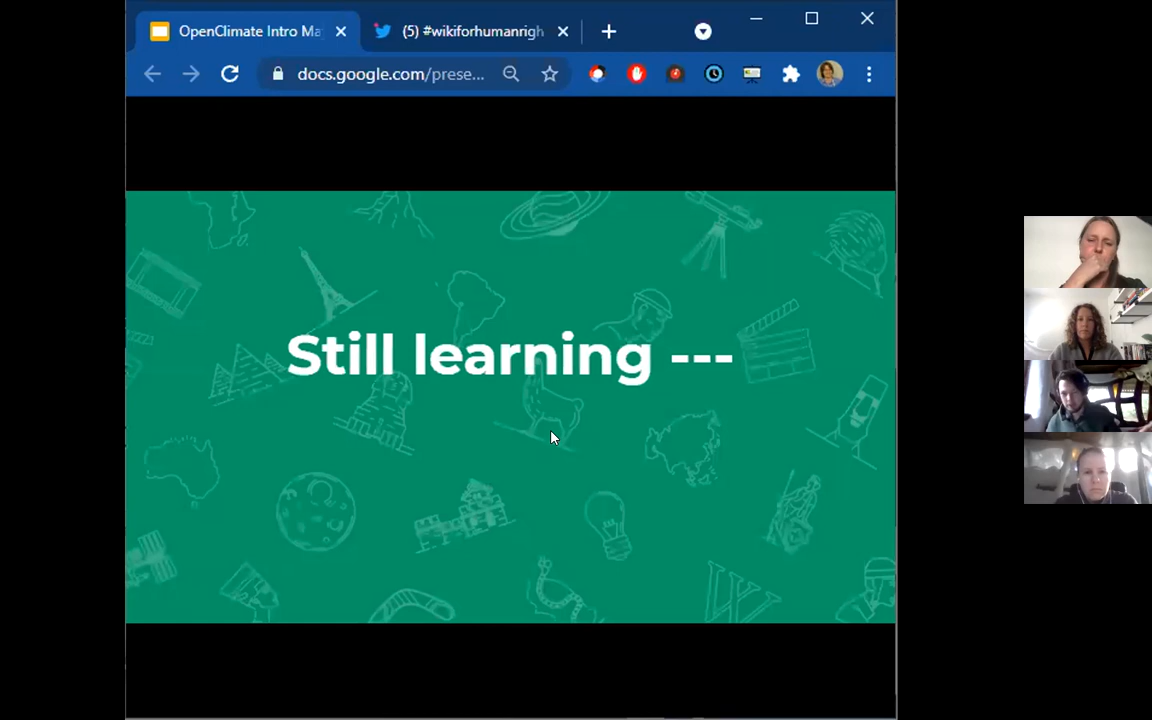 OpenClimate Intro Ma
(5) #wikiforhumanrigh
docs.google.com/prese...
Still learning ---